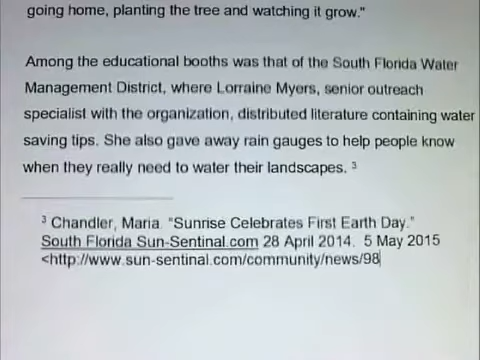 going home, planting the tree and watching it grow."
Among the educational booths was that of the South Florida Water
Management District, where Lorraine Myers, senior outreach
specialist with the organization, distributed literature containing water
saving tips. She also gave away rain gauges to help people know
when they really need to water their landscapes. 3
3 Chandler, Maria. "Sunrise Celebrates First Earth Day."
South Florida Sun-Sentinal.com 28 April 2014. 5 May 2015
<http://www.sun-sentinal.com/community/news/98